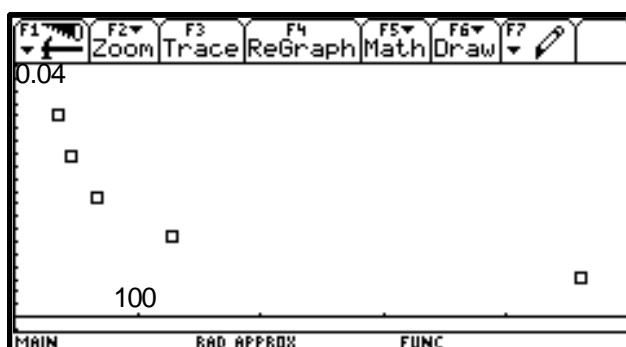 F1 F2 F3 F4 F5 F6 F7
Zoom Trace ReGraph Math Draw
0.04
100
MAIN RAD APPROX FUNC